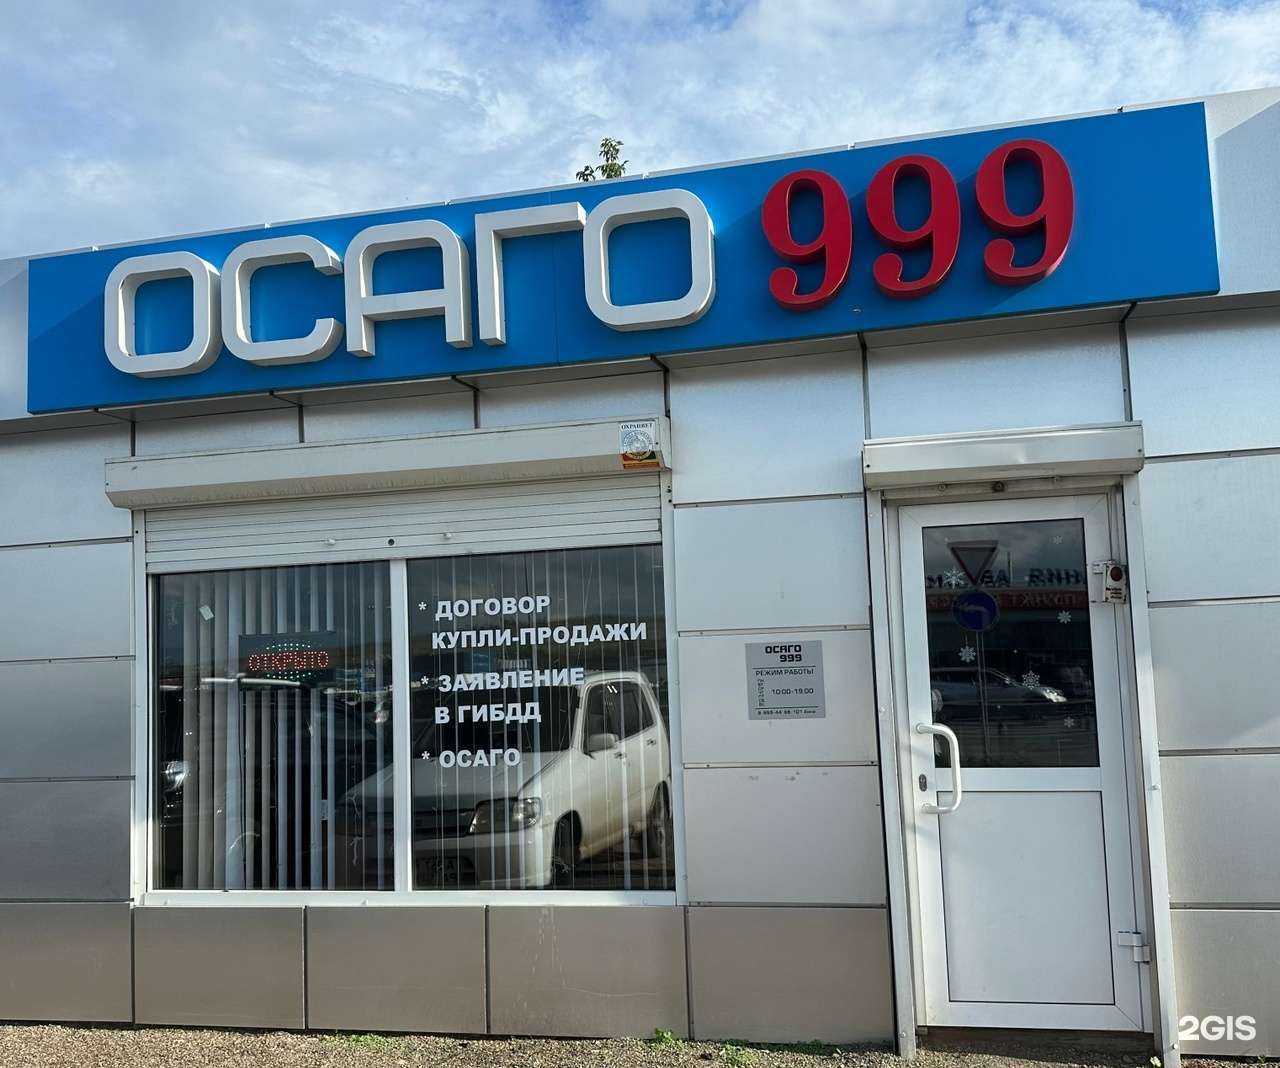 ОСАГО 999
ОХРАНЯЕТ
* ДОГОВОР
КУПЛИ-ПРОДАЖИ
* ЗАЯВЛЕНИЕ
В ГИБДД
* ОСАГО
ОТКРЫТО
ОСАГО
999
РЕЖИМ РАБОТЫ
10:00-19:00
2GIS